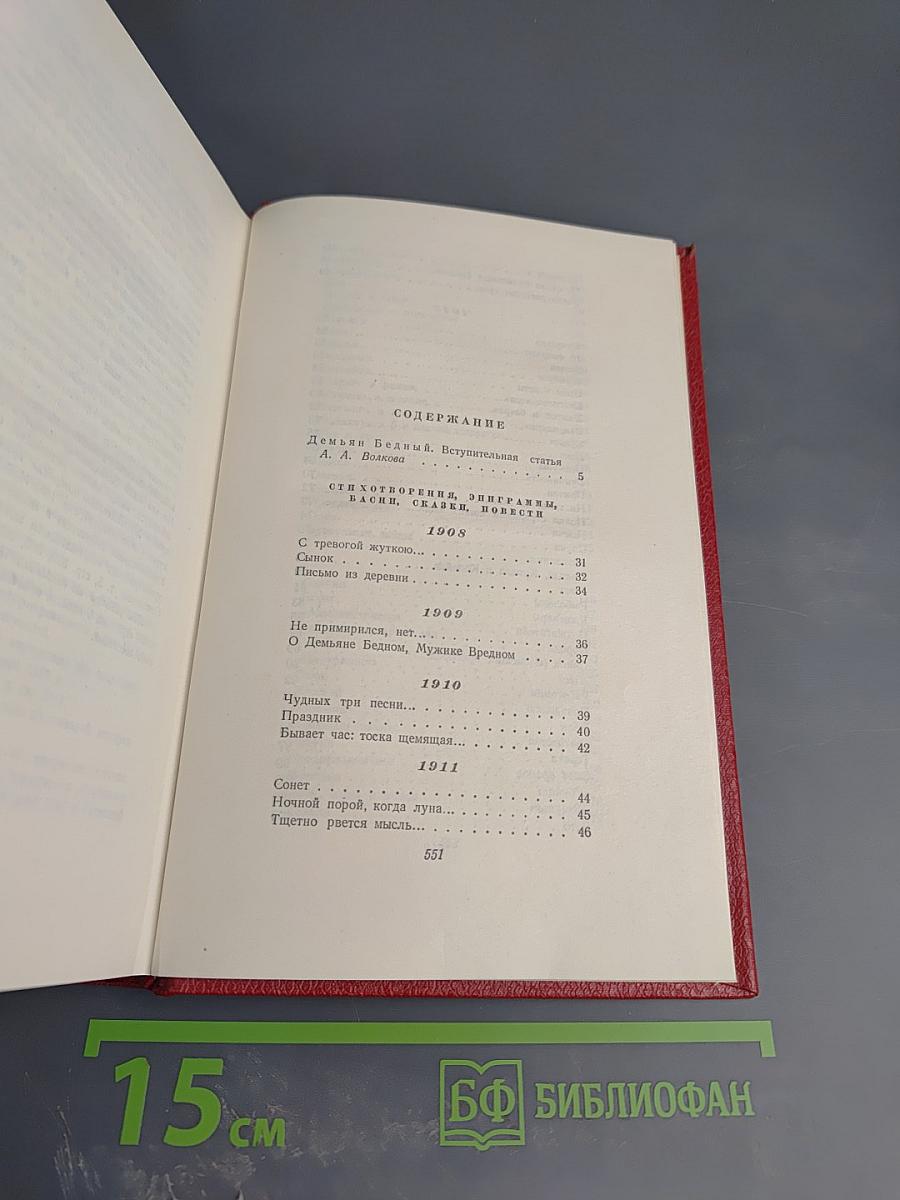 СОДЕРЖАНИЕ
Демьян Бедный. Вступительная статья
А. А. Волкова . . . . . . . . . . . . . 5
СТИХОТВОРЕНИЯ, ЭПИГРАММЫ,
БАСНИ, СКАЗКИ, ПОВЕСТИ
1908
С тревогой жуткою... . . . . . . . . . . . . 31
Сынок . . . . . . . . . . . . . . . . . . 32
Письмо из деревни . . . . . . . . . . . . . 34
1909
Не примирился, нет... . . . . . . . . . . . . 36
О Демьяне Бедном, Мужике Вредном . . . . 37
1910
Чудных три песни... . . . . . . . . . . . . 39
Праздник . . . . . . . . . . . . . . . . . 40
Бывает час: тоска щемящая... . . . . . . . . 42
1911
Сонет . . . . . . . . . . . . . . . . . . 44
Ночной порой, когда луна... . . . . . . . . . 45
Тщетно рвется мысль... . . . . . . . . . . . 46
551
15 см
БФ БИБЛИОФАН